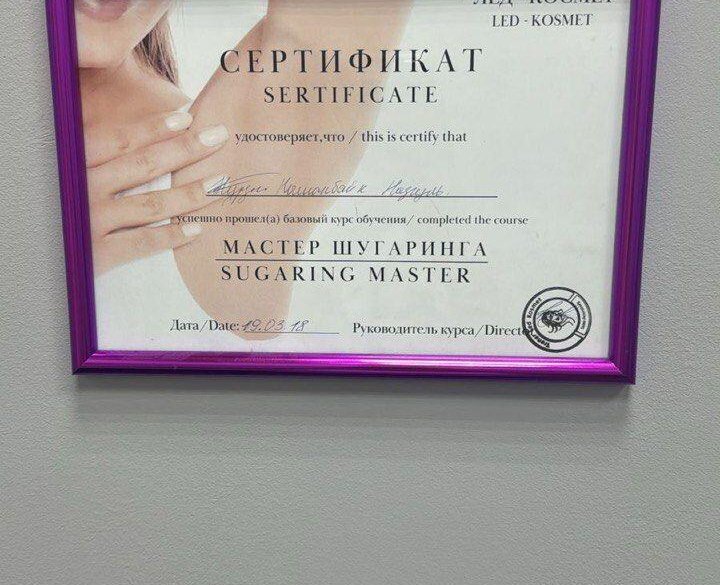 LED - KOSMET
СЕРТИФИКАТ
SERTIFICATE
удостоверяет,что / this is certify that
успешно прошел(а) базовый курс обучения/ completed the course
МАСТЕР ШУГАРИНГА
SUGARING MASTER
Дата/Date: 19.03.18 Руководитель курса/Direct